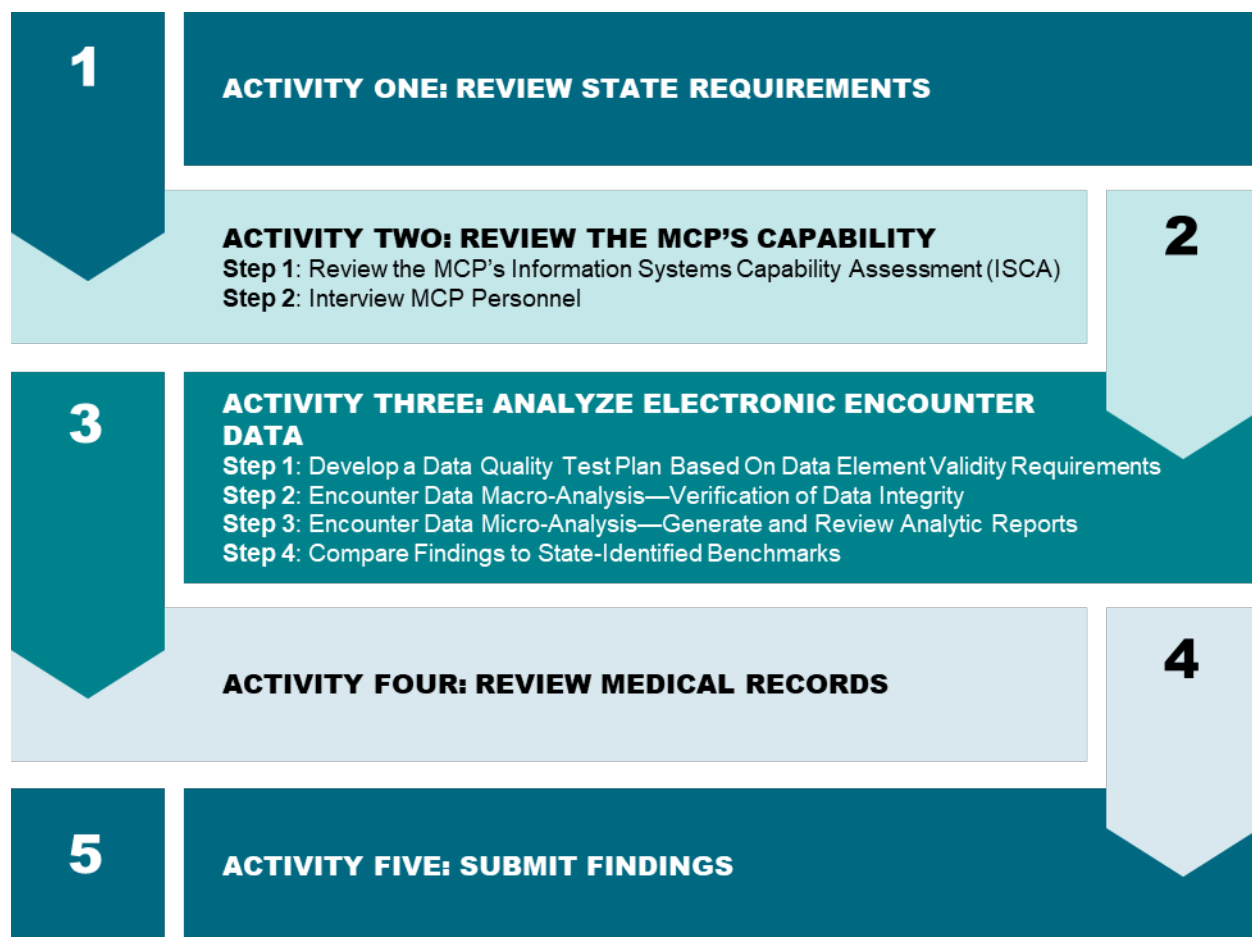 1
ACTIVITY ONE: REVIEW STATE REQUIREMENTS
ACTIVITY TWO: REVIEW THE MCP'S CAPABILITY
Step 1: Review the MCP's Information Systems Capability Assessment (ISCA)
Step 2: Interview MCP Personnel
2
3
ACTIVITY THREE: ANALYZE ELECTRONIC ENCOUNTER
DATA
Step 1: Develop a Data Quality Test Plan Based On Data Element Validity Requirements
Step 2: Encounter Data Macro-Analysis—Verification of Data Integrity
Step 3: Encounter Data Micro-Analysis—Generate and Review Analytic Reports
Step 4: Compare Findings to State-Identified Benchmarks
ACTIVITY FOUR: REVIEW MEDICAL RECORDS
4
5
ACTIVITY FIVE: SUBMIT FINDINGS